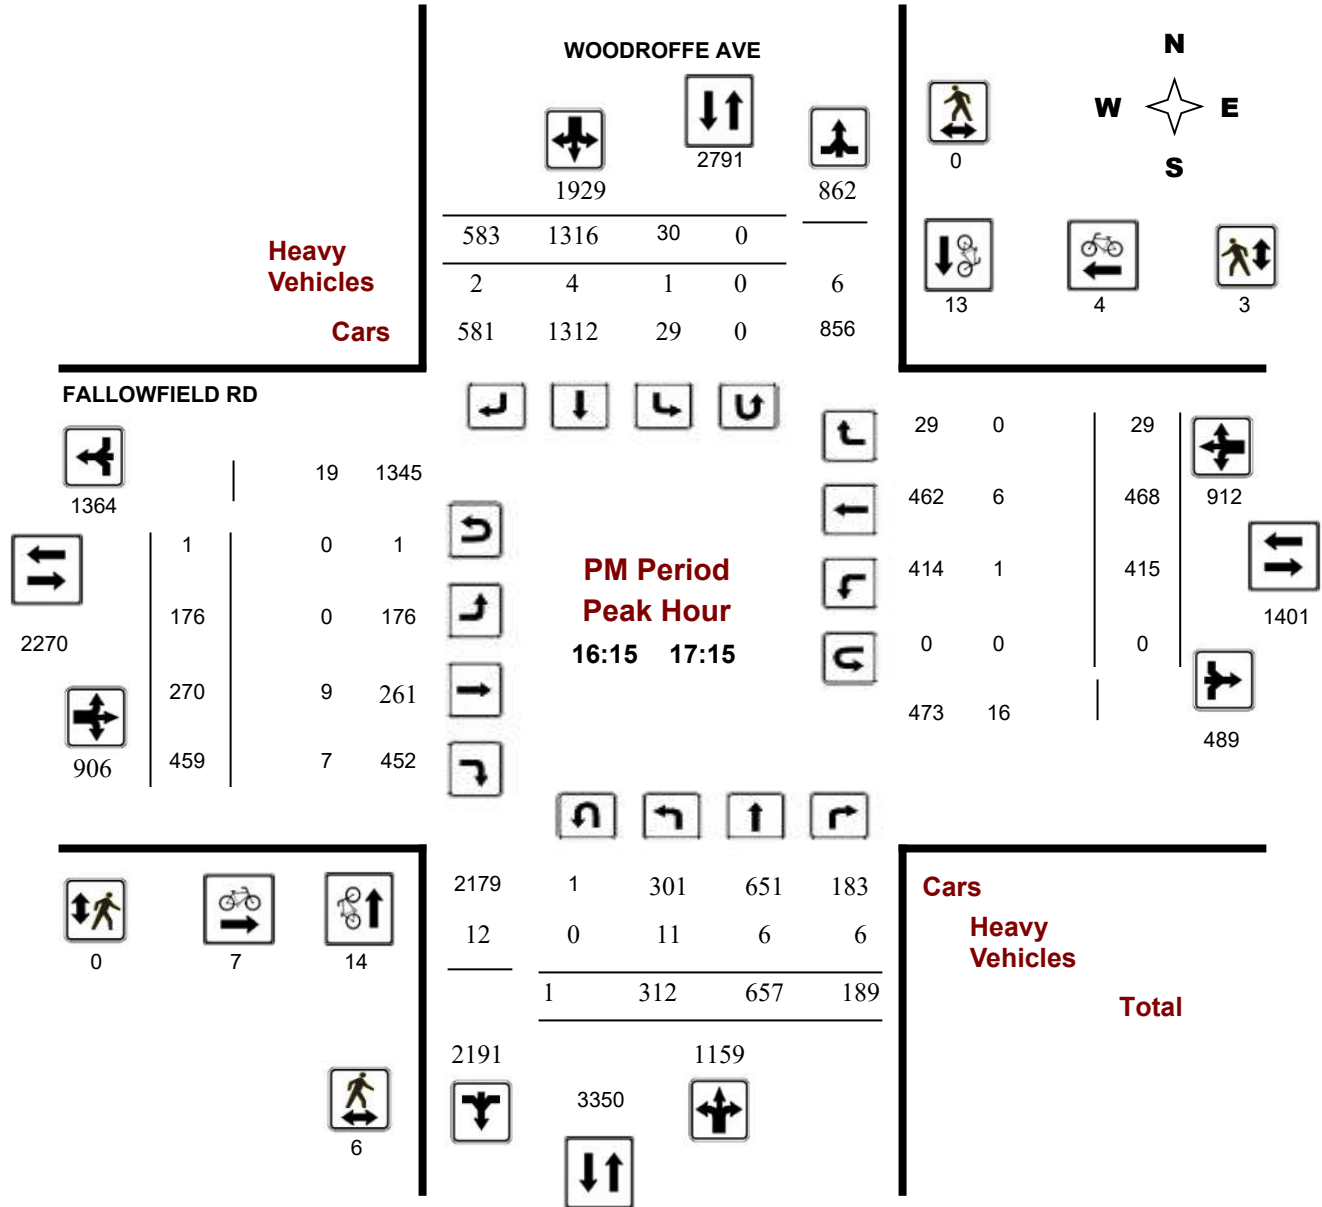 WOODROFFE AVE
N
W E
S
2791
0
1929 862
583 1316 30 0
Heavy
Vehicles 2 4 1 0 6
13 4 3
Cars 581 1312 29 0 856
FALLOWFIELD RD
29 0 29
19 1345
1364
462 6 468 912
1 0 1
PM Period
414 1 415
Peak Hour
176 0 176
1401
2270
16:15 17:15
0 0 0
270 9 261
473 16
489
906 459 7 452
2179 1 301 651 183 Cars
12 0 11 6 6 Heavy
Vehicles
0 7 14
1 312 657 189
Total
2191 1159
3350
6